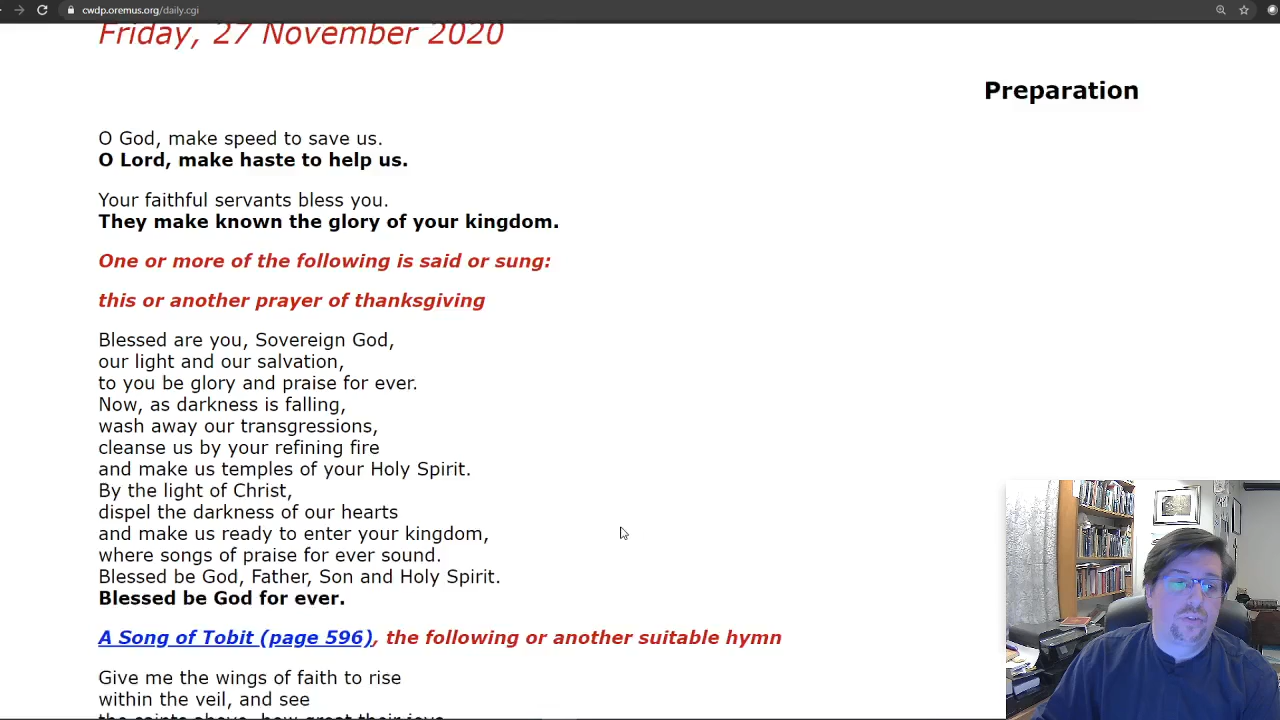 cwdp.oremus.org/daily.cgi
Friday, 27 November 2020
Preparation
O God, make speed to save us.
O Lord, make haste to help us.
Your faithful servants bless you.
They make known the glory of your kingdom.
One or more of the following is said or sung:
this or another prayer of thanksgiving
Blessed are you, Sovereign God,
our light and our salvation,
to you be glory and praise for ever.
Now, as darkness is falling,
wash away our transgressions,
cleanse us by your refining fire
and make us temples of your Holy Spirit.
By the light of Christ,
dispel the darkness of our hearts
and make us ready to enter your kingdom,
where songs of praise for ever sound.
Blessed be God, Father, Son and Holy Spirit.
Blessed be God for ever.
A Song of Tobit (page 596), the following or another suitable hymn
Give me the wings of faith to rise
within the veil, and see
the saints above, how great their joys